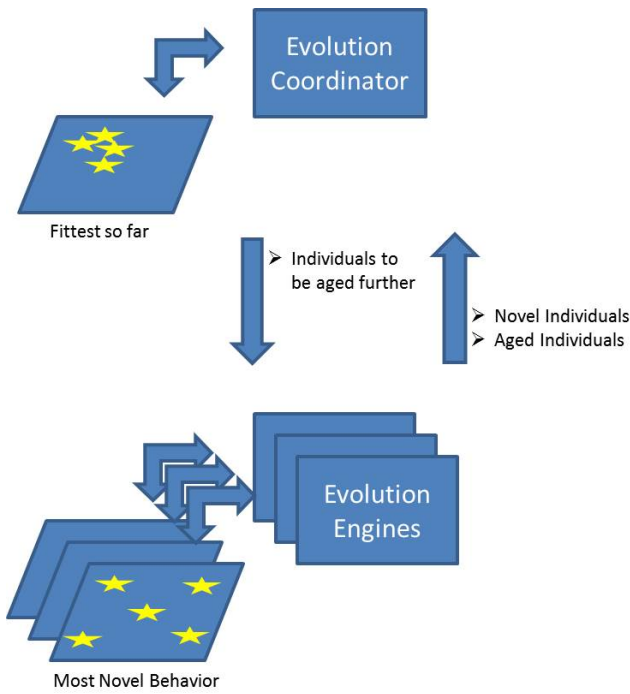 Evolution
Coordinator
Fittest so far
➢ Individuals to
be aged further
➢ Novel Individuals
➢ Aged Individuals
Evolution
Engines
Most Novel Behavior